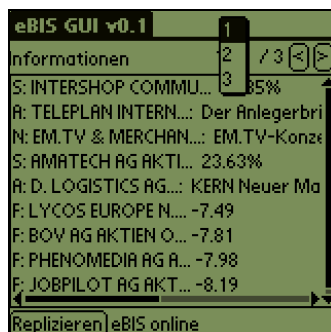 eBIS GUI v0.1
Informationen / 3 < >
1
2
3
S: INTERSHOP COMMU... 35%
A: TELEPLAN INTERN...: Der Anlegerbri
N: EM.TV & MERCHAN...: EM.TV-Konze
S: AMATECH AG AKTI... 23.63%
A: D. LOGISTICS AG...: KERN Neuer Ma
F: LYCOS EUROPE N.... -7.49
F: BOV AG AKTIEN O... -7.81
F: PHENOMEDIA AG A... -7.98
F: JOBPILOT AG AKT... -8.19
Replizieren eBIS online